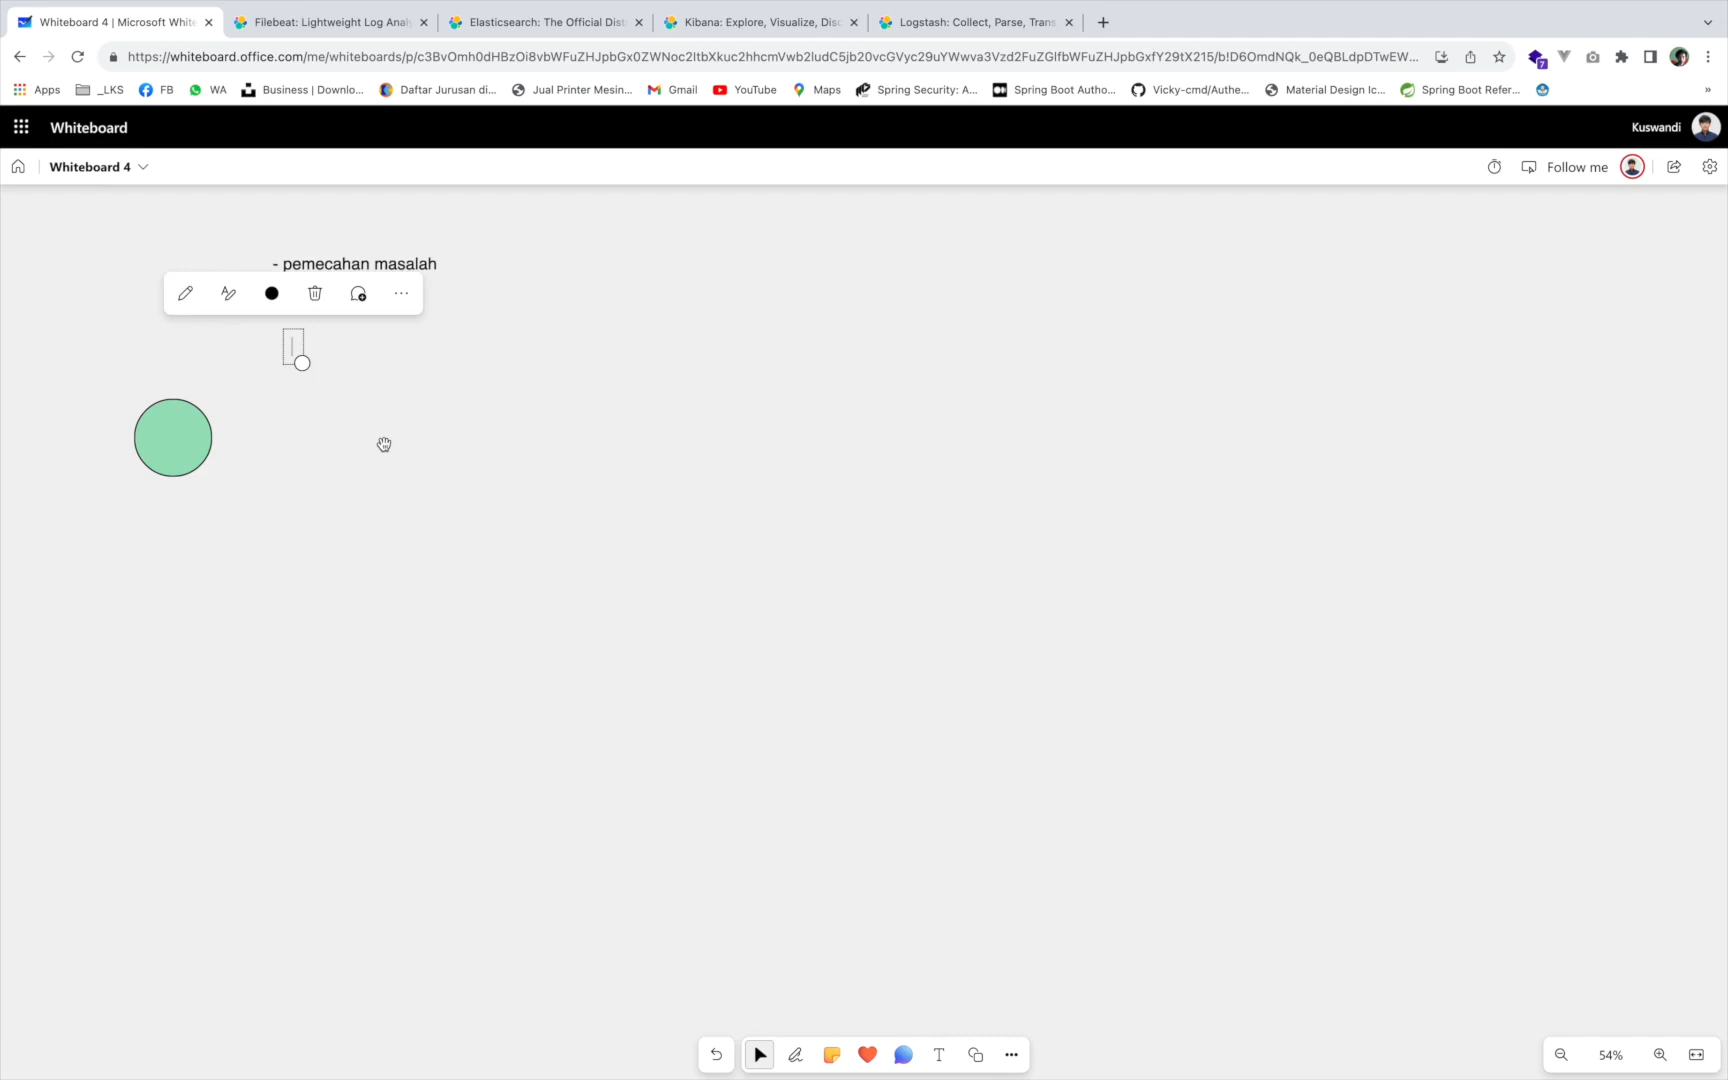 Whiteboard 4 | Microsoft White
Filebeat: Lightweight Log Analy
Elasticsearch: The Official Dist
Kibana: Explore, Visualize, Disc
Logstash: Collect, Parse, Trans
https://whiteboard.office.com/me/whiteboards/p/c3BvOmh0dHBzOi8vbWFuZHJpbGx0ZWNoc2ItbXkuc2hhcmVwb2ludC5jb20vcGVyc29uYWwva3Vzd2FuZGlfbWFuZHJpbGxfY29tX215/b!D6OmdNQk_0eQBLdpDTwEW...
7
Apps
_LKS
FB
WA
Business | Downlo...
Daftar Jurusan di...
Jual Printer Mesin...
Gmail
YouTube
Maps
Spring Security: A...
Spring Boot Autho...
Vicky-cmd/Authe...
Material Design Ic...
Spring Boot Refer...
»
Whiteboard
Kuswandi
Whiteboard 4
Follow me
- pemecahan masalah
54%